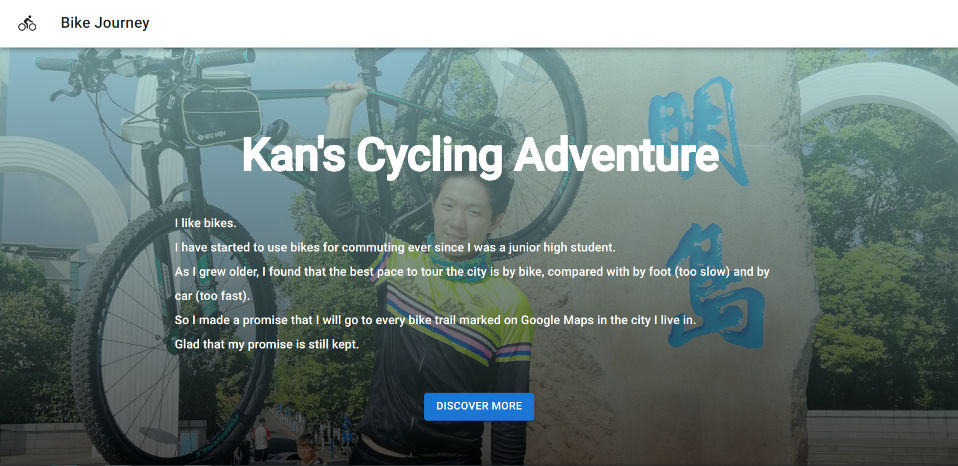 Bike Journey
Kan's Cycling Adventure
I like bikes.
I have started to use bikes for commuting ever since I was a junior high student.
As I grew older, I found that the best pace to tour the city is by bike, compared with by foot (too slow) and by
car (too fast).
So I made a promise that I will go to every bike trail marked on Google Maps in the city I live in.
Glad that my promise is still kept.
DISCOVER MORE